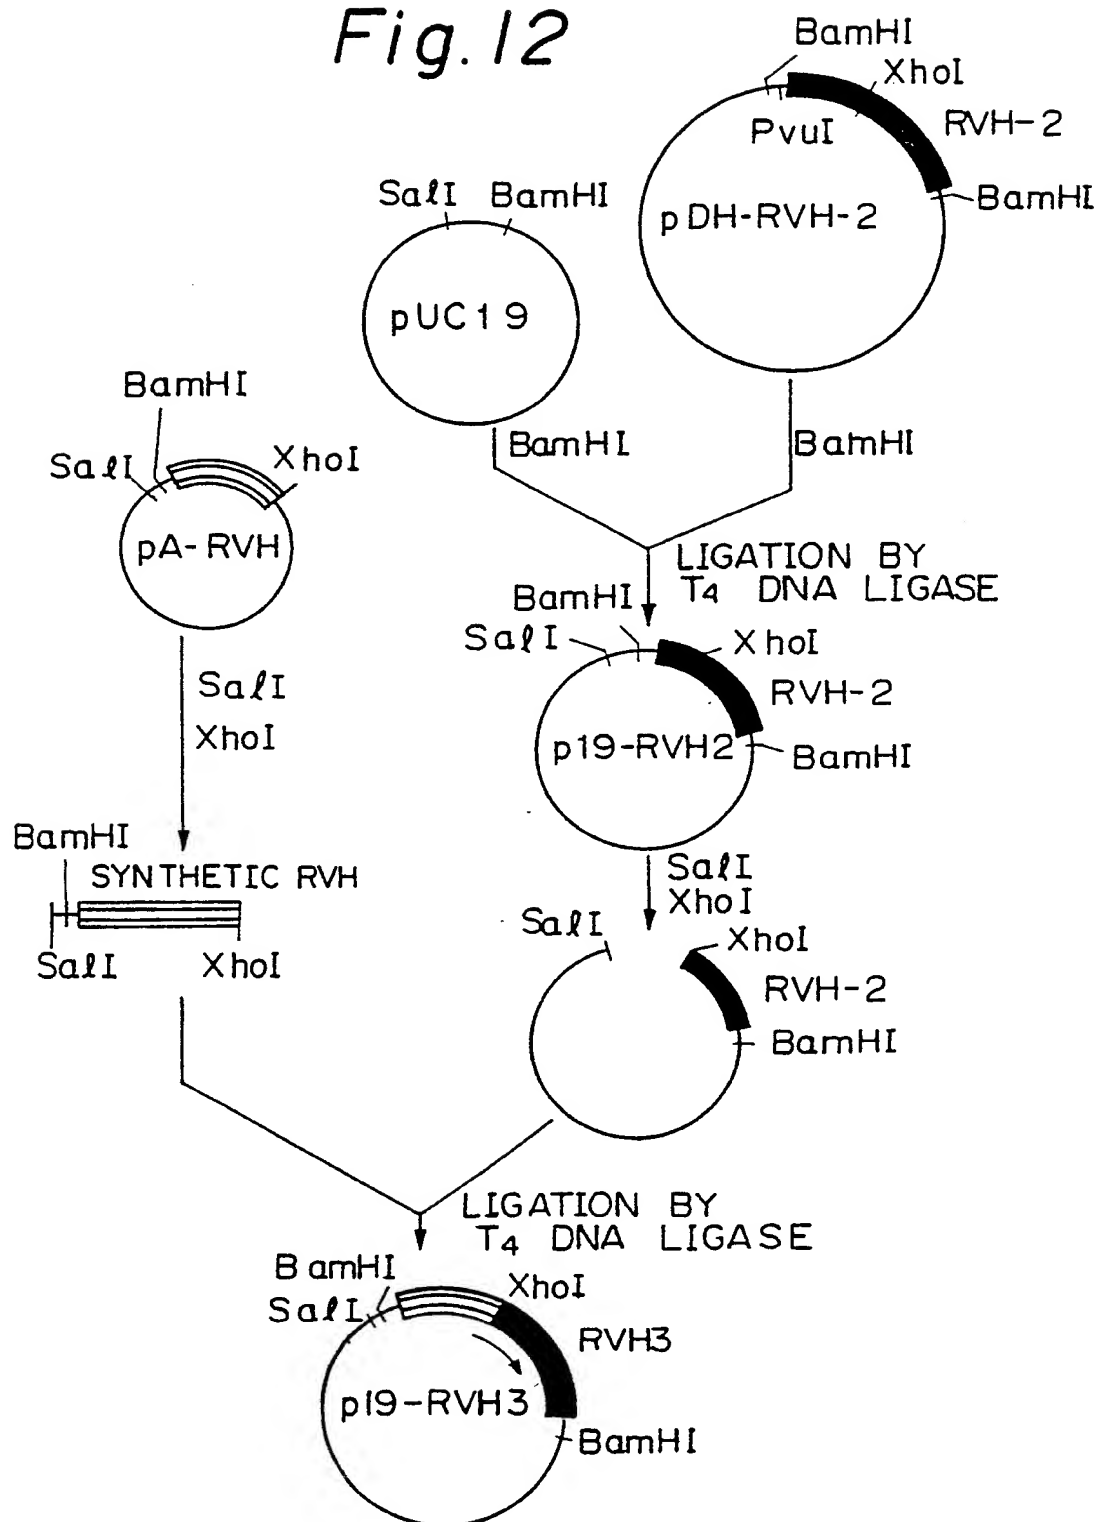 Fig. 12
BamHI
XhoI
PvuI
RVH-2
BamHI
pDH-RVH-2
SalI BamHI
pUC19
BamHI
BamHI
BamHI
SalI
XhoI
pA-RVH
LIGATION BY
T4 DNA LIGASE
BamHI
SalI
XhoI
RVH-2
p19-RVH2
BamHI
SalI
XhoI
BamHI
SYNTHETIC RVH
SalI
XhoI
SalI
XhoI
SalI
XhoI
RVH-2
BamHI
LIGATION BY
T4 DNA LIGASE
BamHI
SalI
XhoI
RVH3
p19-RVH3
BamHI